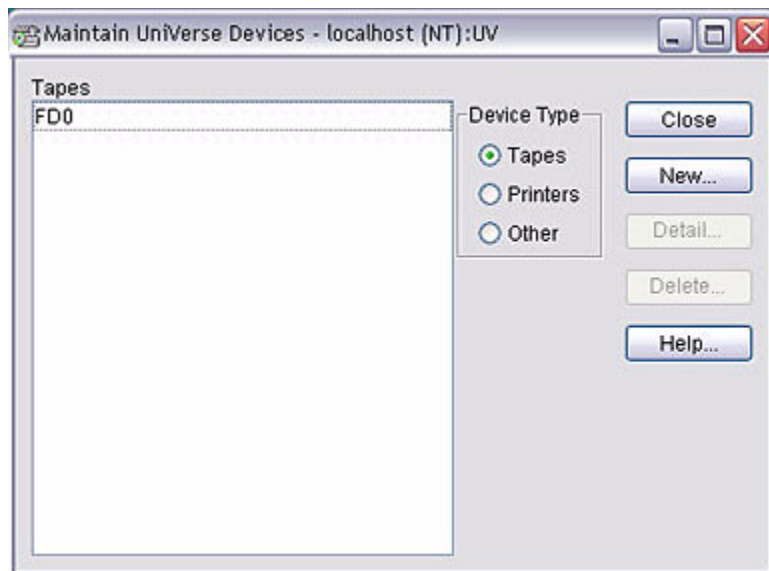 Maintain UniVerse Devices - localhost (NT):UV
Tapes
FD0
Device Type
Tapes
Printers
Other
Close
New...
Detail...
Delete...
Help...